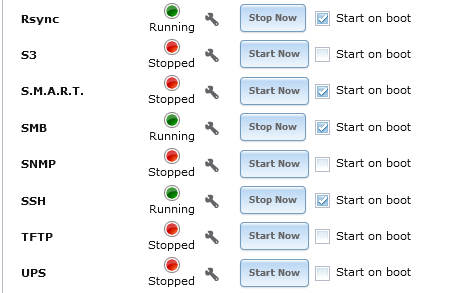 Rsync Running Stop Now Start on boot
S3 Stopped Start Now Start on boot
S.M.A.R.T. Stopped Start Now Start on boot
SMB Running Stop Now Start on boot
SNMP Stopped Start Now Start on boot
SSH Running Stop Now Start on boot
TFTP Stopped Start Now Start on boot
UPS Stopped Start Now Start on boot